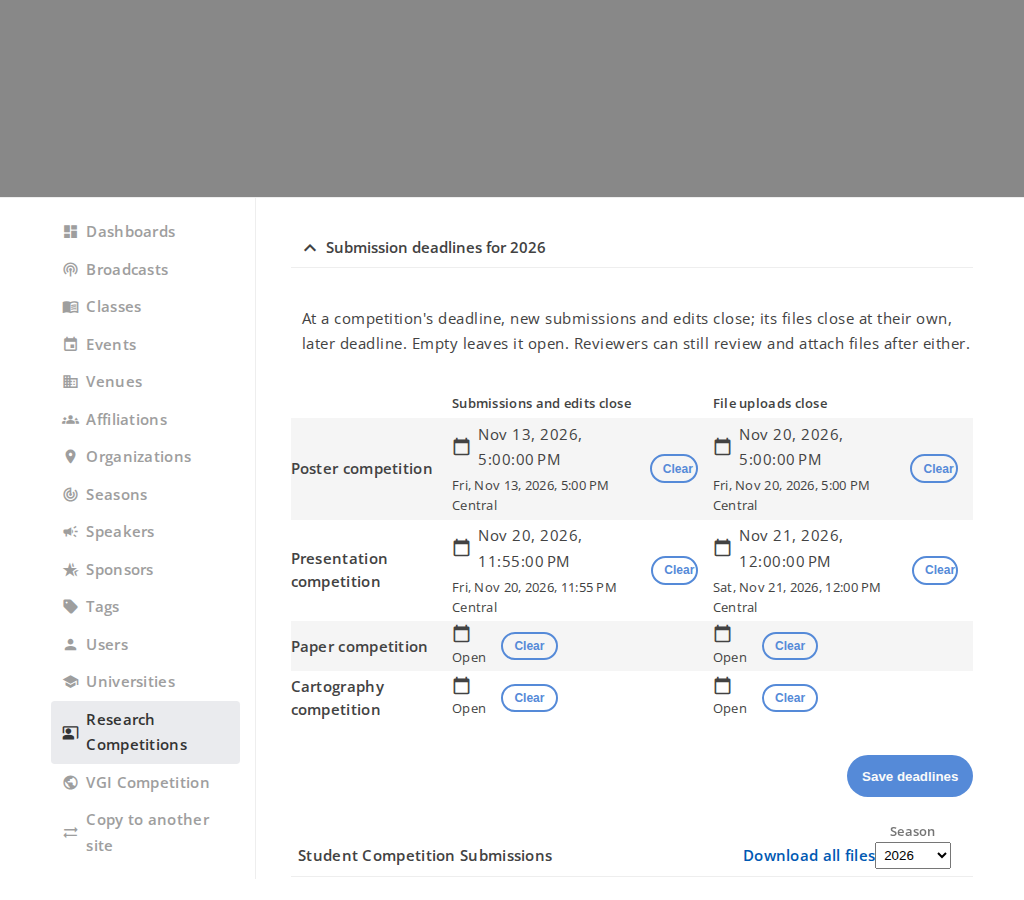 Dashboards
Broadcasts
Classes
Events
Venues
Affiliations
Organizations
Seasons
Speakers
Sponsors
Tags
Users
Universities
Research
Competitions
VGI Competition
Copy to another
site
Submission deadlines for 2026
At a competition's deadline, new submissions and edits close; its files close at their own,
later deadline. Empty leaves it open. Reviewers can still review and attach files after either.
Submissions and edits close File uploads close
Poster competition
Nov 13, 2026,
5:00:00 PM
Fri, Nov 13, 2026, 5:00 PM
Central
Clear
Nov 20, 2026,
5:00:00 PM
Fri, Nov 20, 2026, 5:00 PM
Central
Clear
Presentation
competition
Nov 20, 2026,
11:55:00 PM
Fri, Nov 20, 2026, 11:55 PM
Central
Clear
Nov 21, 2026,
12:00:00 PM
Sat, Nov 21, 2026, 12:00 PM
Central
Clear
Paper competition
Open
Clear
Open
Clear
Cartography
competition
Open
Clear
Open
Clear
Save deadlines
Student Competition Submissions
Download all files
Season
2026